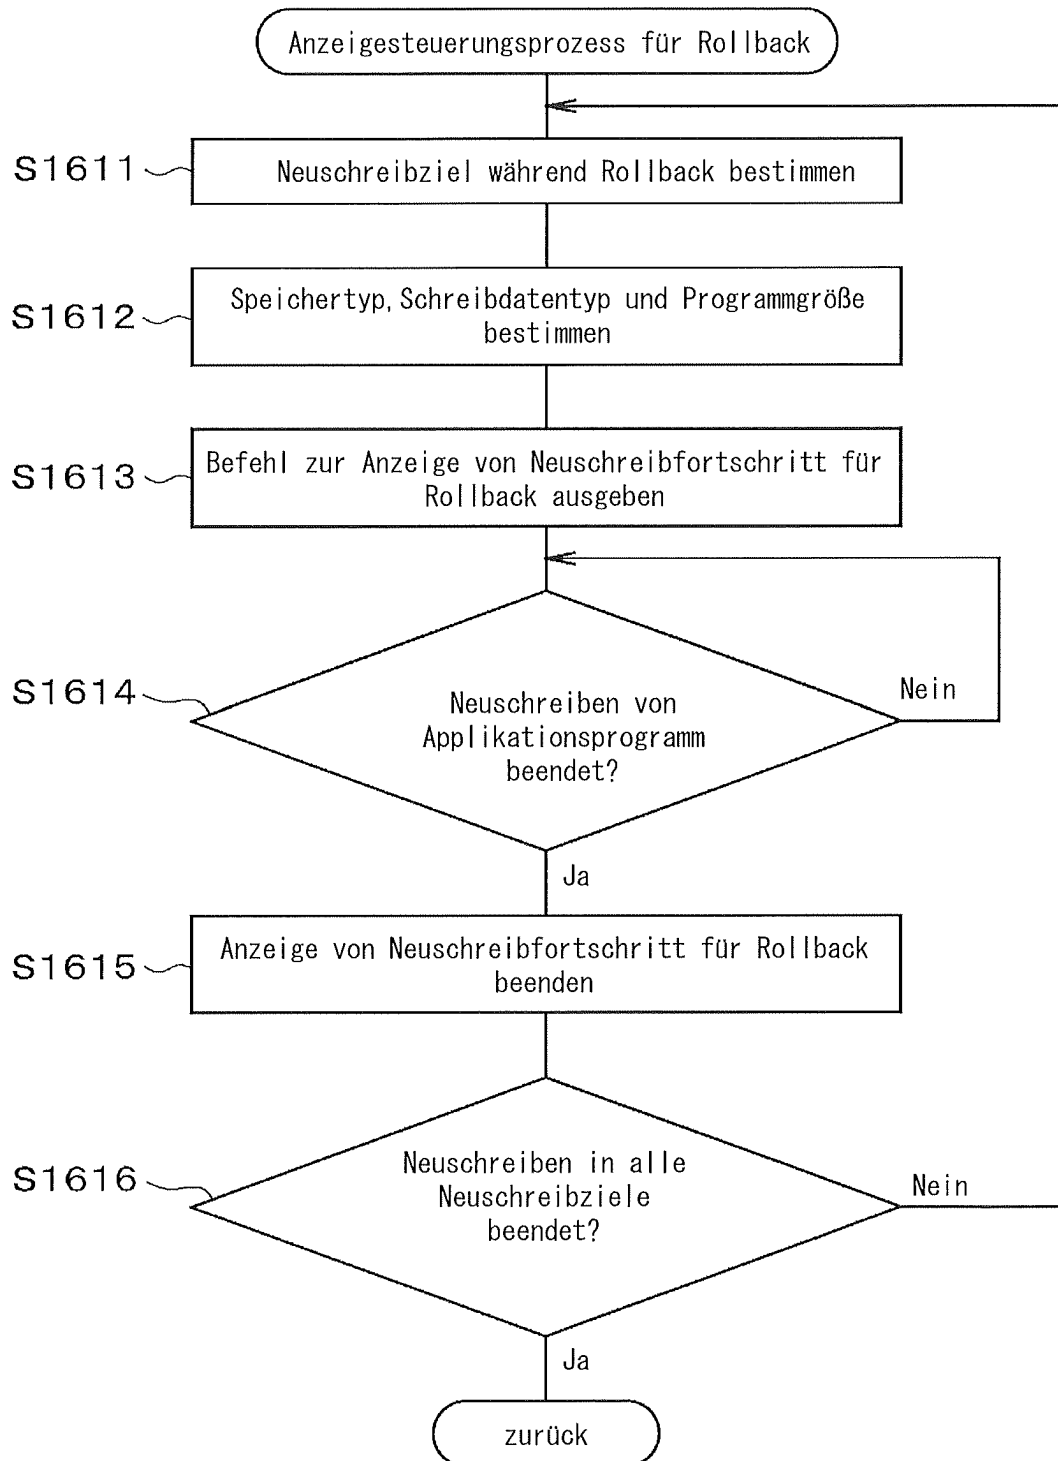 Anzeigesteuerungsprozess für Rollback
S1611
Neuschreibziel während Rollback bestimmen
S1612
Speichertyp, Schreibdatentyp und Programmgröße
bestimmen
S1613
Befehl zur Anzeige von Neuschreibfortschritt für
Rollback ausgeben
S1614
Neuschreiben von
Applikationsprogramm
beendet?
Nein
Ja
S1615
Anzeige von Neuschreibfortschritt für Rollback
beenden
S1616
Neuschreiben in alle
Neuschreibziele
beendet?
Nein
Ja
zurück